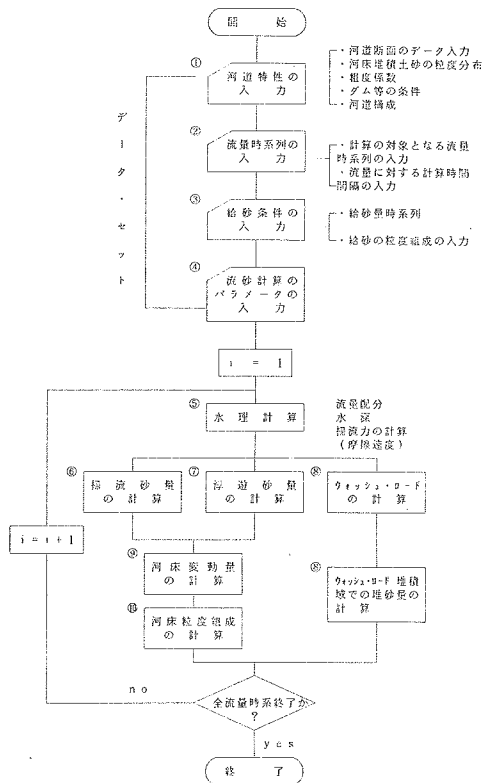 開 始
①
河道特性の
入 力
・河道断面のデータ入力
・河床堆積土砂の粒度分布
・粗度係数
・ダム等の条件
・河道構成
データ・セット
②
流量時系列の
入 力
・計算の対象となる流量
時系列の入力
・流量に対する計算時間
間隔の入力
③
給砂条件の
入 力
・給砂量時系列
・給砂の粒度組成の入力
④
流砂計算の
パラメータの
入 力
ı = 1
⑤
水理計算
流量配分
水深
掃流力の計算
(摩擦速度)
⑥
掃流砂量
の計算
⑦
浮遊砂量
の計算
⑧
ウォッシュ・ロード
の計算
i=ı+1
⑨
河床変動量
の計算
⑧
ウォッシュ・ロード堆積
域での堆砂量の
計算
⑩
河床粒度組成
の計算
no
全流量時系終了か
?
yes
終 了